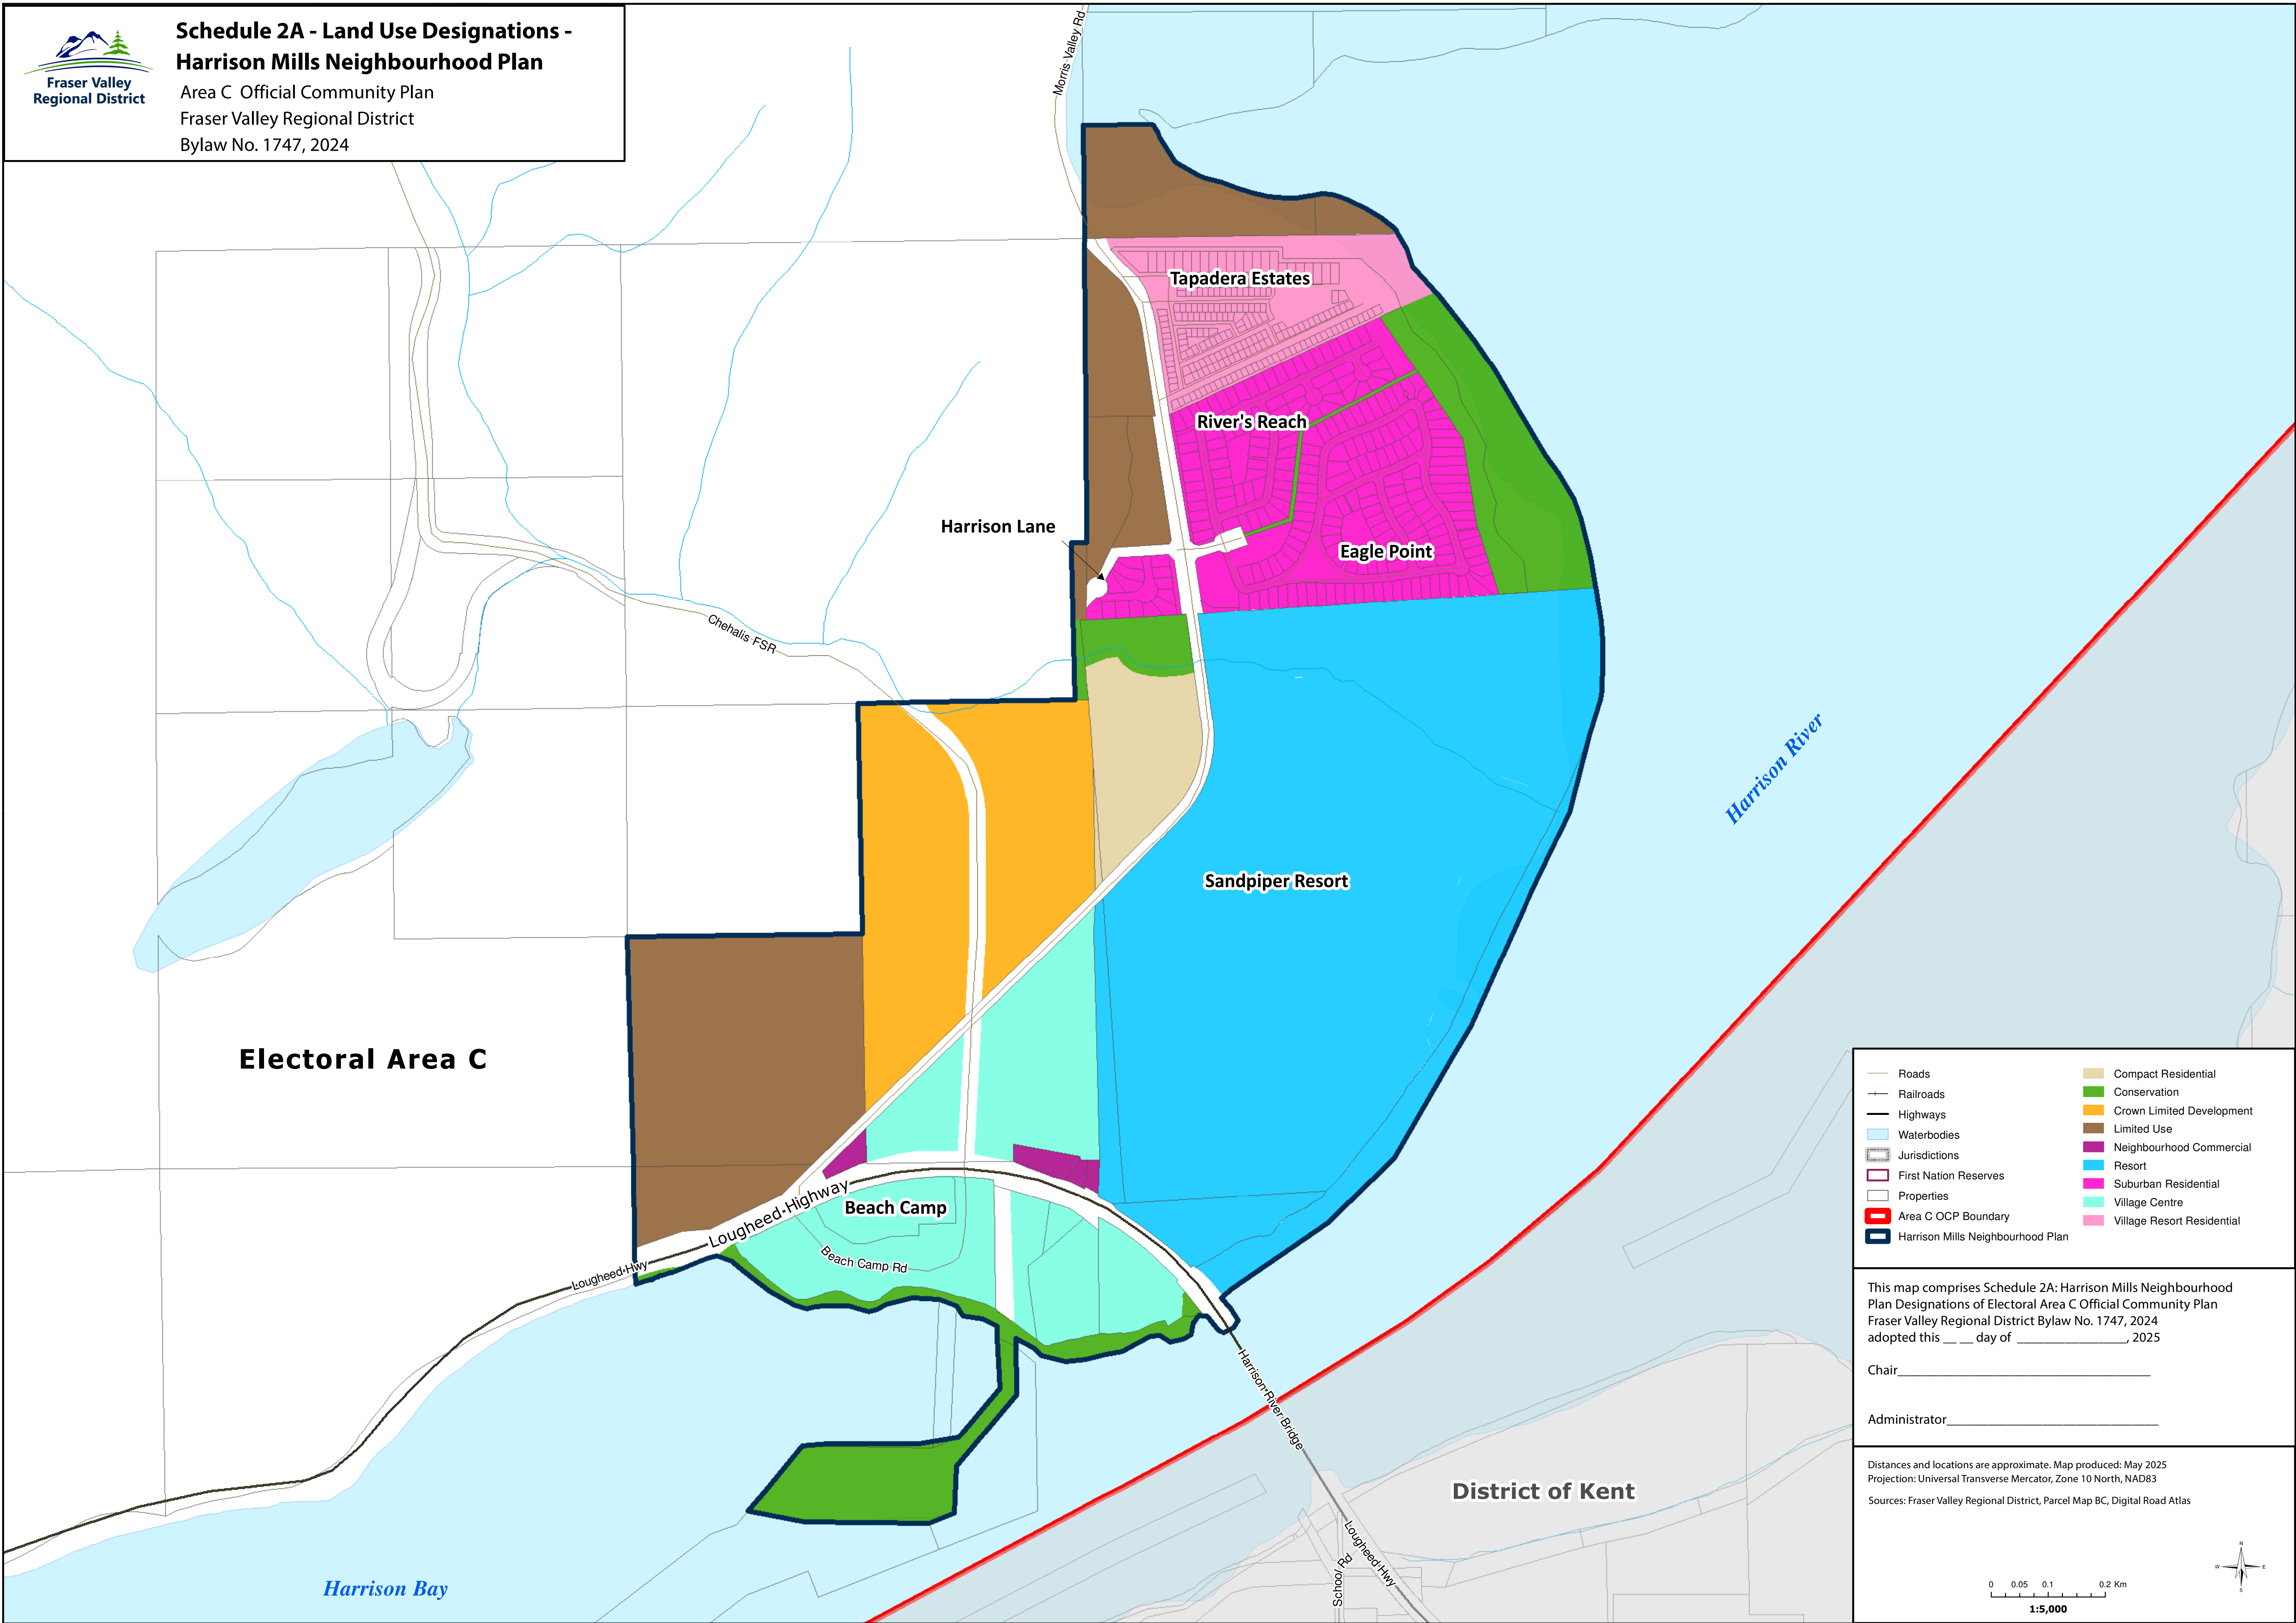 Fraser Valley
Regional District
Schedule 2A - Land Use Designations -
Harrison Mills Neighbourhood Plan
Area C Official Community Plan
Fraser Valley Regional District
Bylaw No. 1747, 2024
Morris Valley Rd
Tapadera Estates
River's Reach
Harrison Lane
Eagle Point
Chehalis FSR
Harrison River
Sandpiper Resort
Electoral Area C
Lougheed Highway
Beach Camp
Beach Camp Rd
Lougheed Hwy
Harrison River Bridge
District of Kent
Lougheed Hwy
School Rd
Harrison Bay
Roads
Railroads
Highways
Waterbodies
Jurisdictions
First Nation Reserves
Properties
Area C OCP Boundary
Harrison Mills Neighbourhood Plan
Compact Residential
Conservation
Crown Limited Development
Limited Use
Neighbourhood Commercial
Resort
Suburban Residential
Village Centre
Village Resort Residential
This map comprises Schedule 2A: Harrison Mills Neighbourhood
Plan Designations of Electoral Area C Official Community Plan
Fraser Valley Regional District Bylaw No. 1747, 2024
adopted this __ __ day of _________________, 2025
Chair______________________________________
Administrator________________________________
Distances and locations are approximate. Map produced: May 2025
Projection: Universal Transverse Mercator, Zone 10 North, NAD83
Sources: Fraser Valley Regional District, Parcel Map BC, Digital Road Atlas
N
W E
S
0 0.05 0.1 0.2 Km
1:5,000